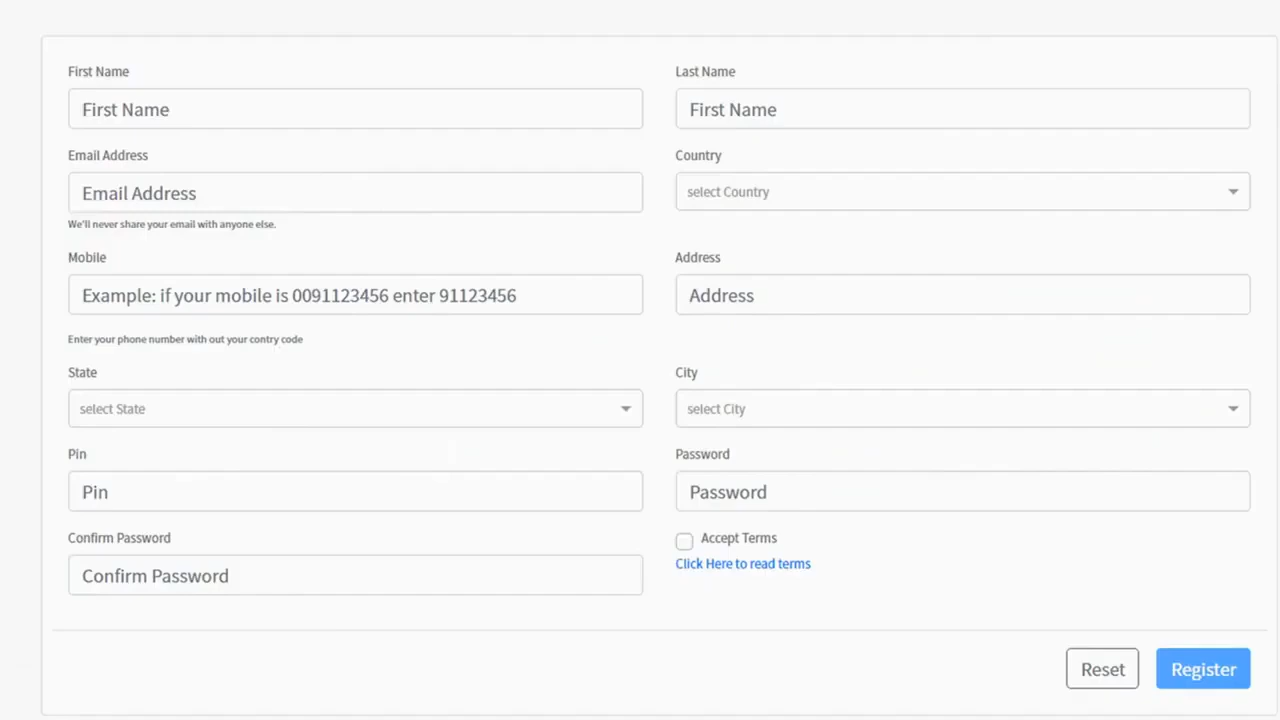 First Name
Last Name
First Name
First Name
Email Address
Country
Email Address
select Country
We'll never share your email with anyone else.
Mobile
Address
Example: if your mobile is 0091123456 enter 91123456
Address
Enter your phone number with out your contry code
State
City
select State
select City
Pin
Password
Pin
Password
Confirm Password
Accept Terms
Confirm Password
Click Here to read terms
Reset
Register